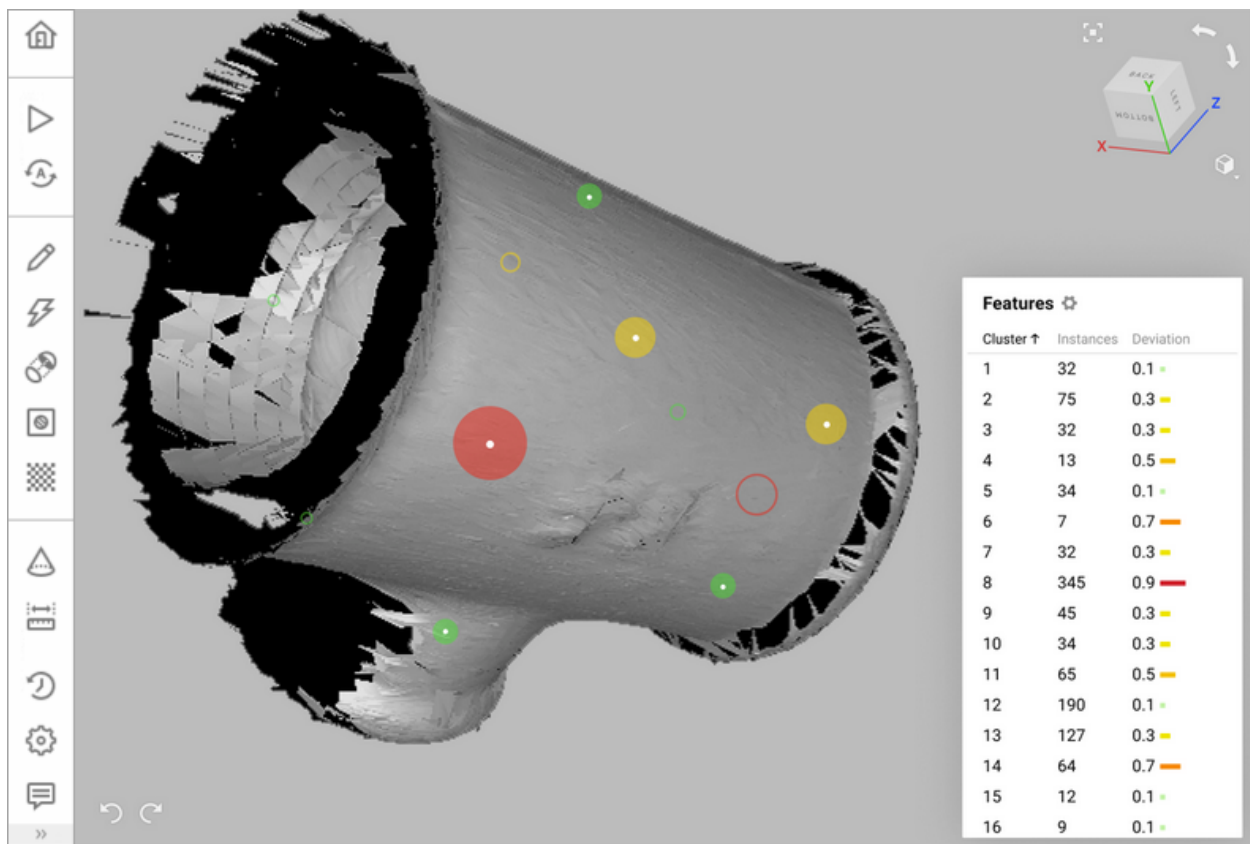 A
BACK
LEFT
BOTTOM
Y
Z
X
Features
Cluster ↑ Instances Deviation
1 32 0.1
2 75 0.3
3 32 0.3
4 13 0.5
5 34 0.1
6 7 0.7
7 32 0.3
8 345 0.9
9 45 0.3
10 34 0.3
11 65 0.5
12 190 0.1
13 127 0.3
14 64 0.7
15 12 0.1
16 9 0.1